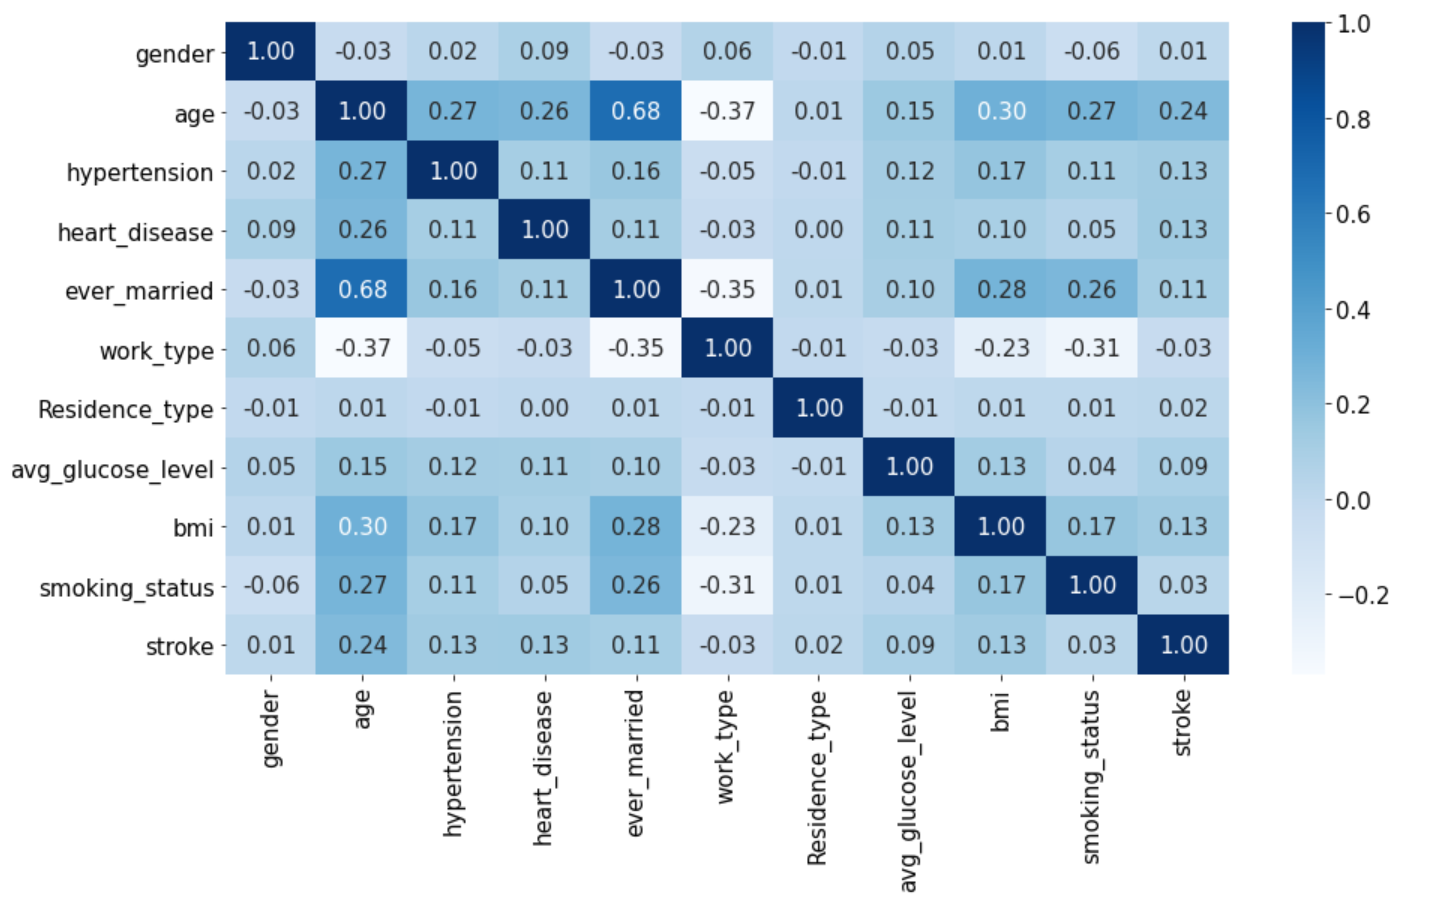 gender 1.00 -0.03 0.02 0.09 -0.03 0.06 -0.01 0.05 0.01 -0.06 0.01
age -0.03 1.00 0.27 0.26 0.68 -0.37 0.01 0.15 0.30 0.27 0.24
hypertension 0.02 0.27 1.00 0.11 0.16 -0.05 -0.01 0.12 0.17 0.11 0.13
heart_disease 0.09 0.26 0.11 1.00 0.11 -0.03 0.00 0.11 0.10 0.05 0.13
ever_married -0.03 0.68 0.16 0.11 1.00 -0.35 0.01 0.10 0.28 0.26 0.11
work_type 0.06 -0.37 -0.05 -0.03 -0.35 1.00 -0.01 -0.03 -0.23 -0.31 -0.03
Residence_type -0.01 0.01 -0.01 0.00 0.01 -0.01 1.00 -0.01 0.01 0.01 0.02
avg_glucose_level 0.05 0.15 0.12 0.11 0.10 -0.03 -0.01 1.00 0.13 0.04 0.09
bmi 0.01 0.30 0.17 0.10 0.28 -0.23 0.01 0.13 1.00 0.17 0.13
smoking_status -0.06 0.27 0.11 0.05 0.26 -0.31 0.01 0.04 0.17 1.00 0.03
stroke 0.01 0.24 0.13 0.13 0.11 -0.03 0.02 0.09 0.13 0.03 1.00
gender
age
hypertension
heart_disease
ever_married
work_type
Residence_type
avg_glucose_level
bmi
smoking_status
stroke
1.0
0.8
0.6
0.4
0.2
0.0
−0.2